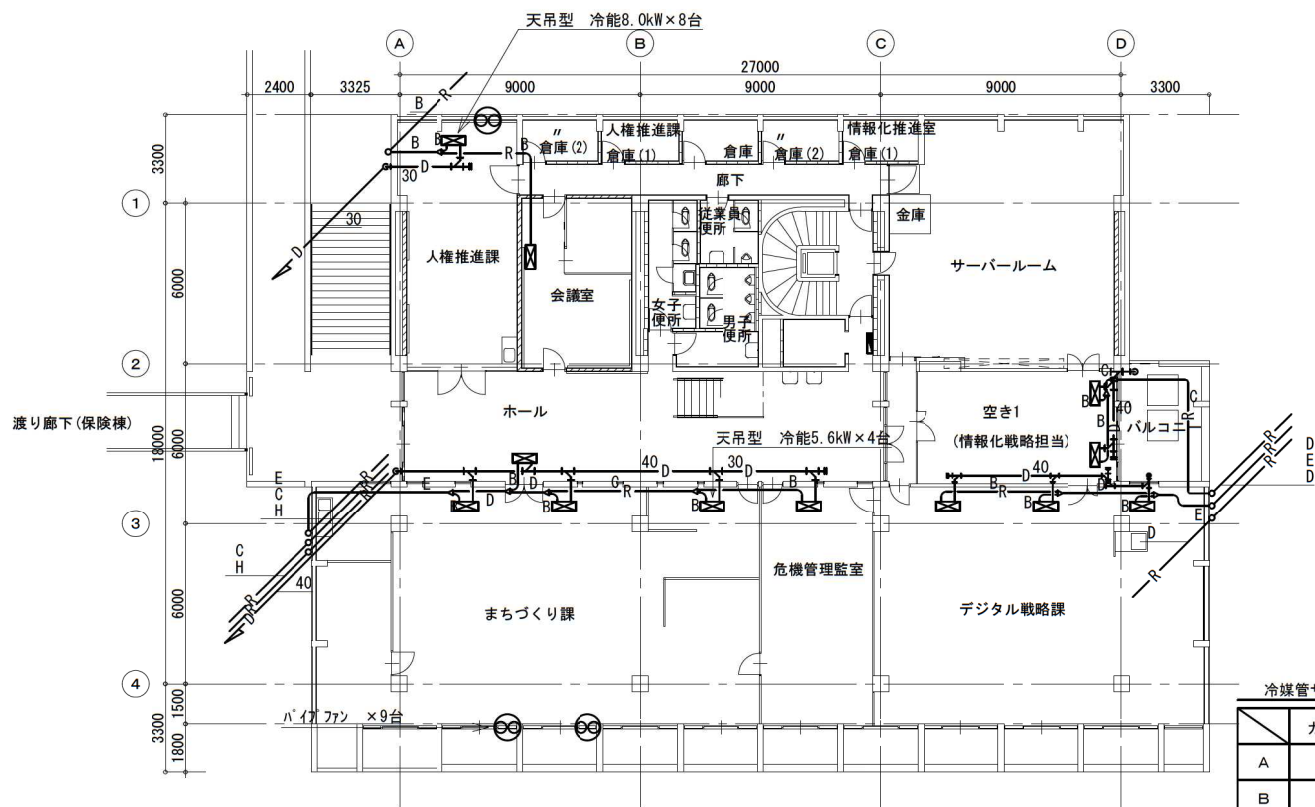 天吊型 冷能8.0kW×8台
A
B
C
D
27000
2400
3325
9000
9000
9000
3300
B
R
B
B
R
B
D
30
30
D
3300
〃
倉庫(2)
人権推進課
倉庫(1)
倉庫
〃
倉庫(2)
情報化推進室
倉庫(1)
廊下
1
従業員
便所
金庫
人権推進課
サーバールーム
会議室
6000
女子
便所
男子
便所
2
渡り廊下(保険棟)
ホール
空き1
(情報化戦略担当)
バルコニー
C
B
B
40
C
R
B
天吊型 冷能5.6kW×4台
18000
6000
40
D
30
D
D
40
E
C
H
E
D
B
D
C
R
B
B
B
B
B
R
D
B
B
B
E
R
R
R
D
E
D
3
C
H
40
R
R
D
D
R
危機管理監室
まちづくり課
デジタル戦略課
6000
4
1500
3300
1800
パイプファン ×9台
冷媒管サ
ガ
A
B